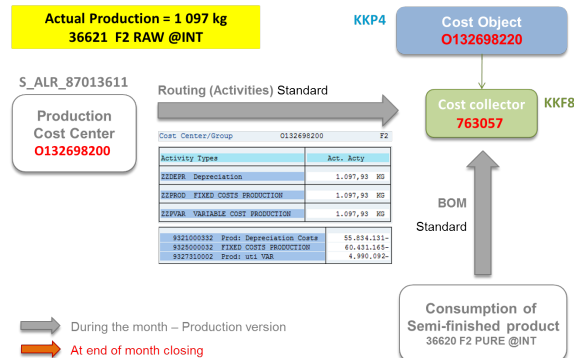 Actual Production = 1 097 kg
36621  F2 RAW @INT
KKP4
Cost Object
O132698220
S_ALR_87013611
Routing (Activities) Standard
Cost collector
763057
KKF8
Production
Cost Center
O132698200
Cost Center/Group O132698200 F2
Activity Types Act. Acty
ZZDEPR Depreciation 1.097,93 KG
ZZPROD FIXED COSTS PRODUCTION 1.097,93 KG
ZZPVAR VARIABLE COST PRODUCTION 1.097,93 KG
9321000332 Prod: Depreciation Costs 55.834.131-
9325000032 FIXED COSTS PRODUCTION 60.431.165-
9327310002 Prod: uti VAR 4.990.092-
BOM
Standard
Consumption of
Semi-finished product
36620 F2 PURE @INT
During the month – Production version
At end of month closing